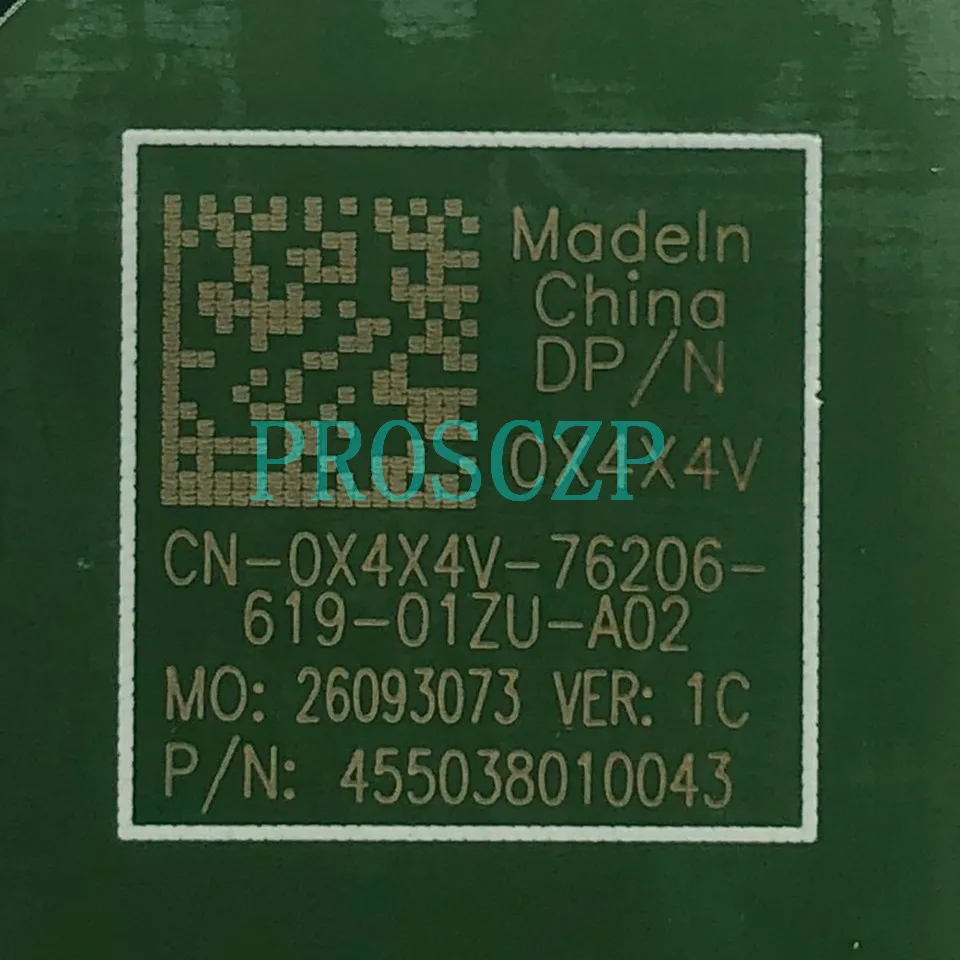 MadeIn
China
DP/N
0X4X4V
PROSCZP
CN-0X4X4V-76206-
619-01ZU-A02
MO: 26093073 VER: 1C
P/N: 455038010043